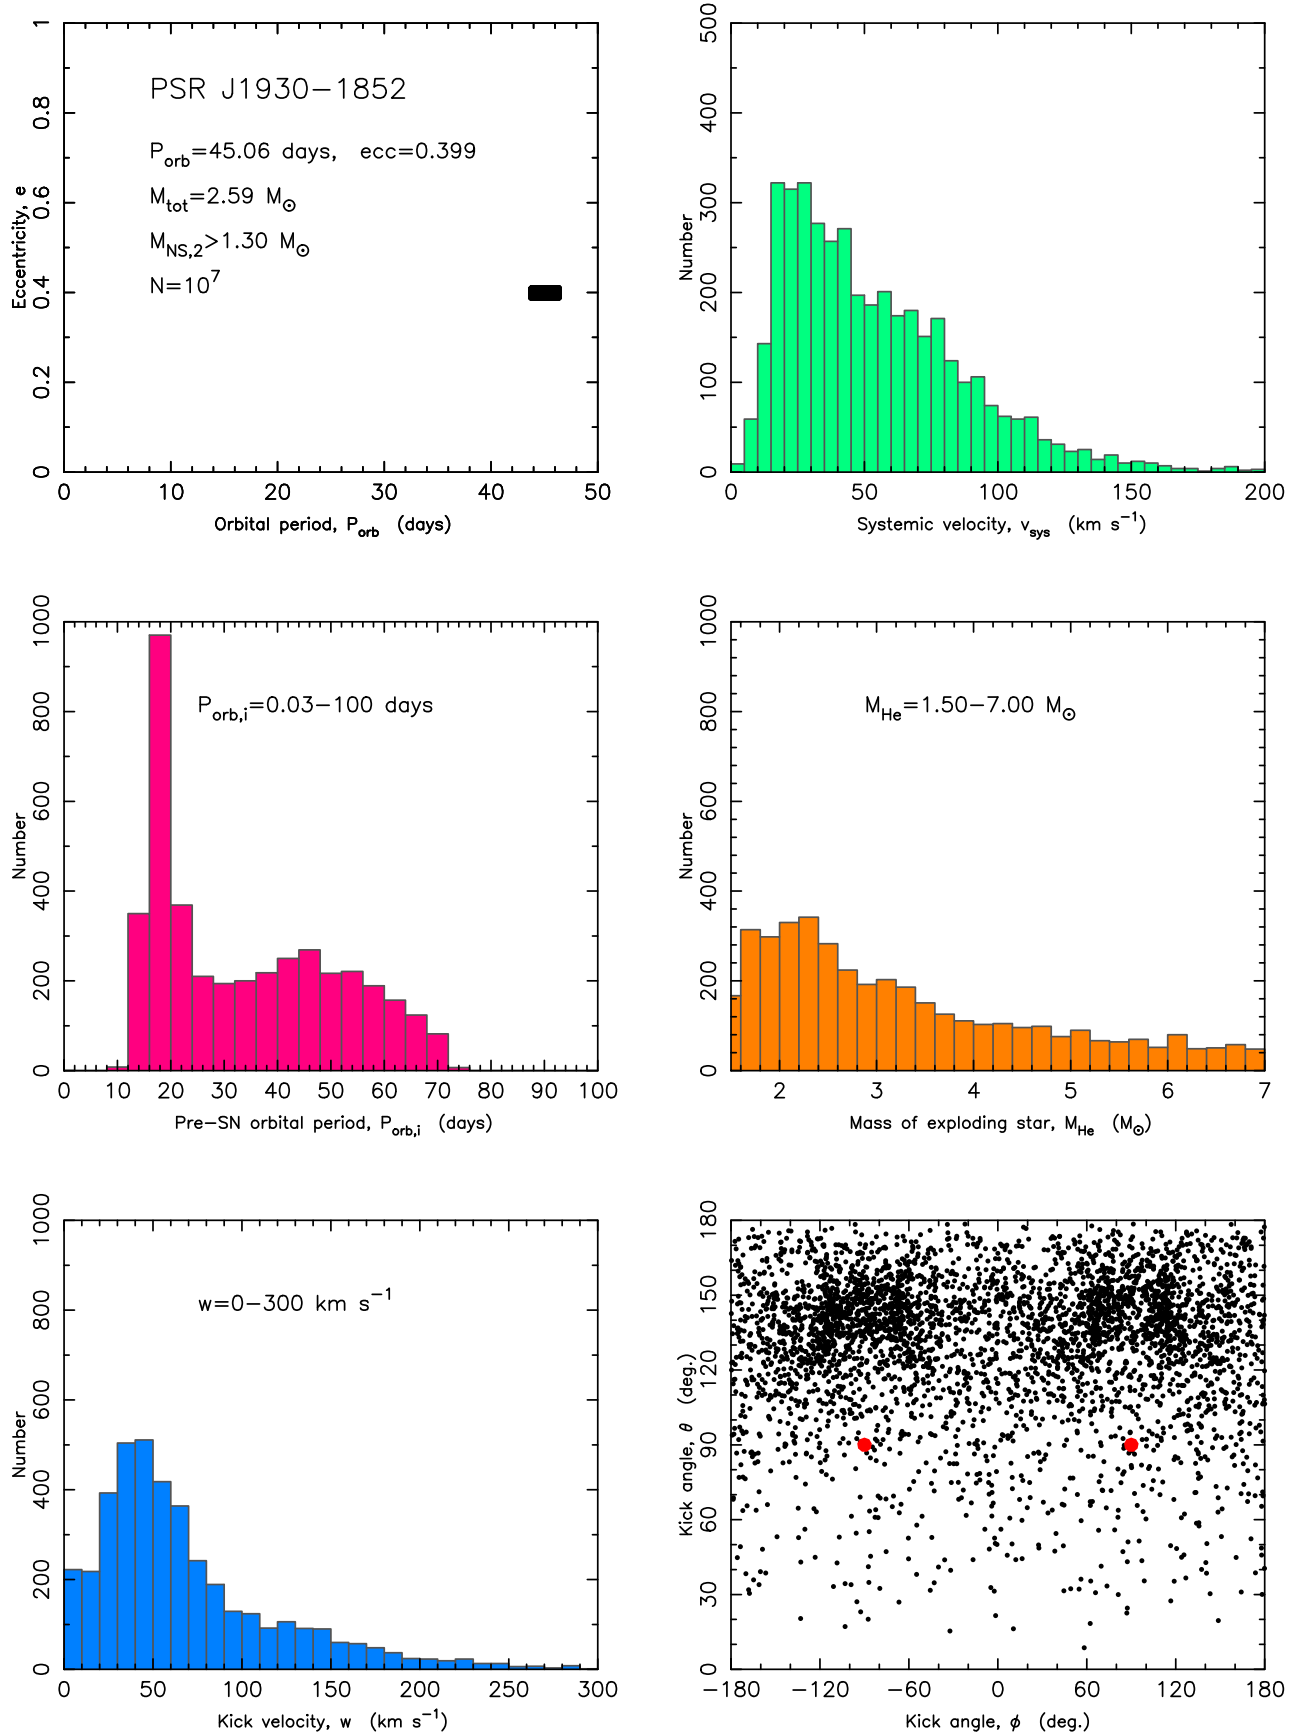 PSR J1930−1852
P_orb=45.06 days, ecc=0.399
M_tot=2.59 M⊙
M_NS,2>1.30 M⊙
N=10^7
Eccentricity, e
0 0.2 0.4 0.6 0.8 1
0 10 20 30 40 50
Orbital period, P_orb (days)
Number
0 100 200 300 400 500
0 50 100 150 200
Systemic velocity, v_sys (km s^−1)
P_orb,i=0.03−100 days
Number
0 200 400 600 800 1000
0 10 20 30 40 50 60 70 80 90 100
Pre−SN orbital period, P_orb,i (days)
M_He=1.50−7.00 M⊙
Number
0 200 400 600 800 1000
2 3 4 5 6 7
Mass of exploding star, M_He (M⊙)
w=0−300 km s^−1
Number
0 200 400 600 800 1000
0 50 100 150 200 250 300
Kick velocity, w (km s^−1)
Kick angle, θ (deg.)
0 30 60 90 120 150 180
−180 −120 −60 0 60 120 180
Kick angle, ϕ (deg.)